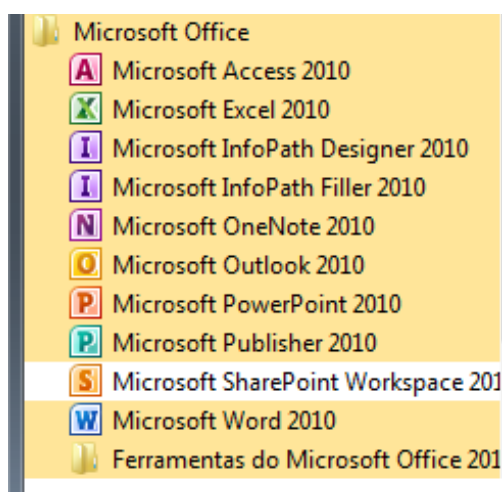 Microsoft Office
Microsoft Access 2010
Microsoft Excel 2010
Microsoft InfoPath Designer 2010
Microsoft InfoPath Filler 2010
Microsoft OneNote 2010
Microsoft Outlook 2010
Microsoft PowerPoint 2010
Microsoft Publisher 2010
Microsoft SharePoint Workspace 201
Microsoft Word 2010
Ferramentas do Microsoft Office 201